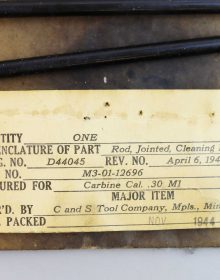 TITY ONE
ENCLATURE OF PART Rod, Jointed, Cleaning
G. NO. D44045 REV. NO. April 6, 194
NO. M3-01-12696
URED FOR Carbine Cal. .30 M1
MAJOR ITEM
R'D. BY C and S Tool Company, Mpls., Min
PACKED NOV 1944